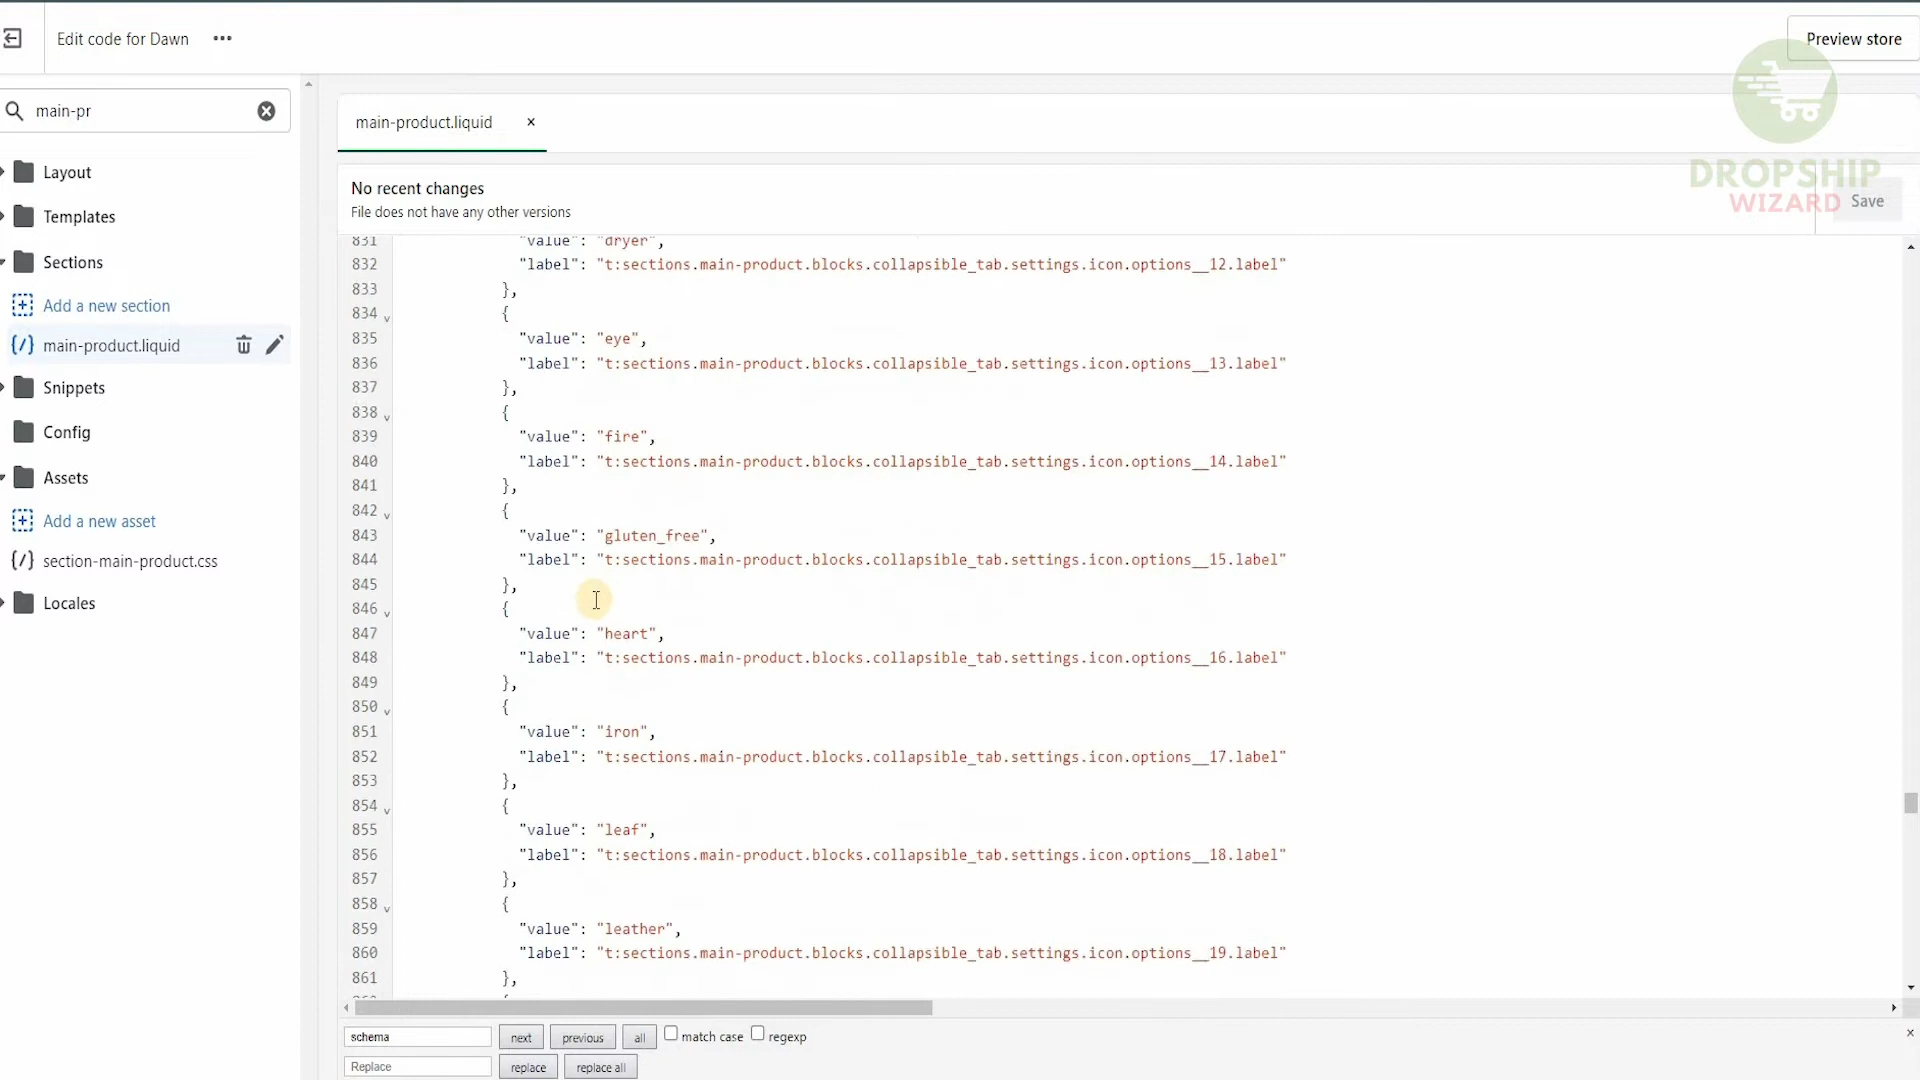 Edit code for Dawn
Preview store
main-pr
Layout
Templates
Sections
Add a new section
main-product.liquid
Snippets
Config
Assets
Add a new asset
section-main-product.css
Locales
main-product.liquid
No recent changes
File does not have any other versions
DROPSHIP
WIZARD
Save
831 "value": "dryer",
832 "label": "t:sections.main-product.blocks.collapsible_tab.settings.icon.options__12.label"
833 },
834 {
835 "value": "eye",
836 "label": "t:sections.main-product.blocks.collapsible_tab.settings.icon.options__13.label"
837 },
838 {
839 "value": "fire",
840 "label": "t:sections.main-product.blocks.collapsible_tab.settings.icon.options__14.label"
841 },
842 {
843 "value": "gluten_free",
844 "label": "t:sections.main-product.blocks.collapsible_tab.settings.icon.options__15.label"
845 },
846 {
847 "value": "heart",
848 "label": "t:sections.main-product.blocks.collapsible_tab.settings.icon.options__16.label"
849 },
850 {
851 "value": "iron",
852 "label": "t:sections.main-product.blocks.collapsible_tab.settings.icon.options__17.label"
853 },
854 {
855 "value": "leaf",
856 "label": "t:sections.main-product.blocks.collapsible_tab.settings.icon.options__18.label"
857 },
858 {
859 "value": "leather",
860 "label": "t:sections.main-product.blocks.collapsible_tab.settings.icon.options__19.label"
861 },
schema next previous all match case regexp
Replace replace replace all